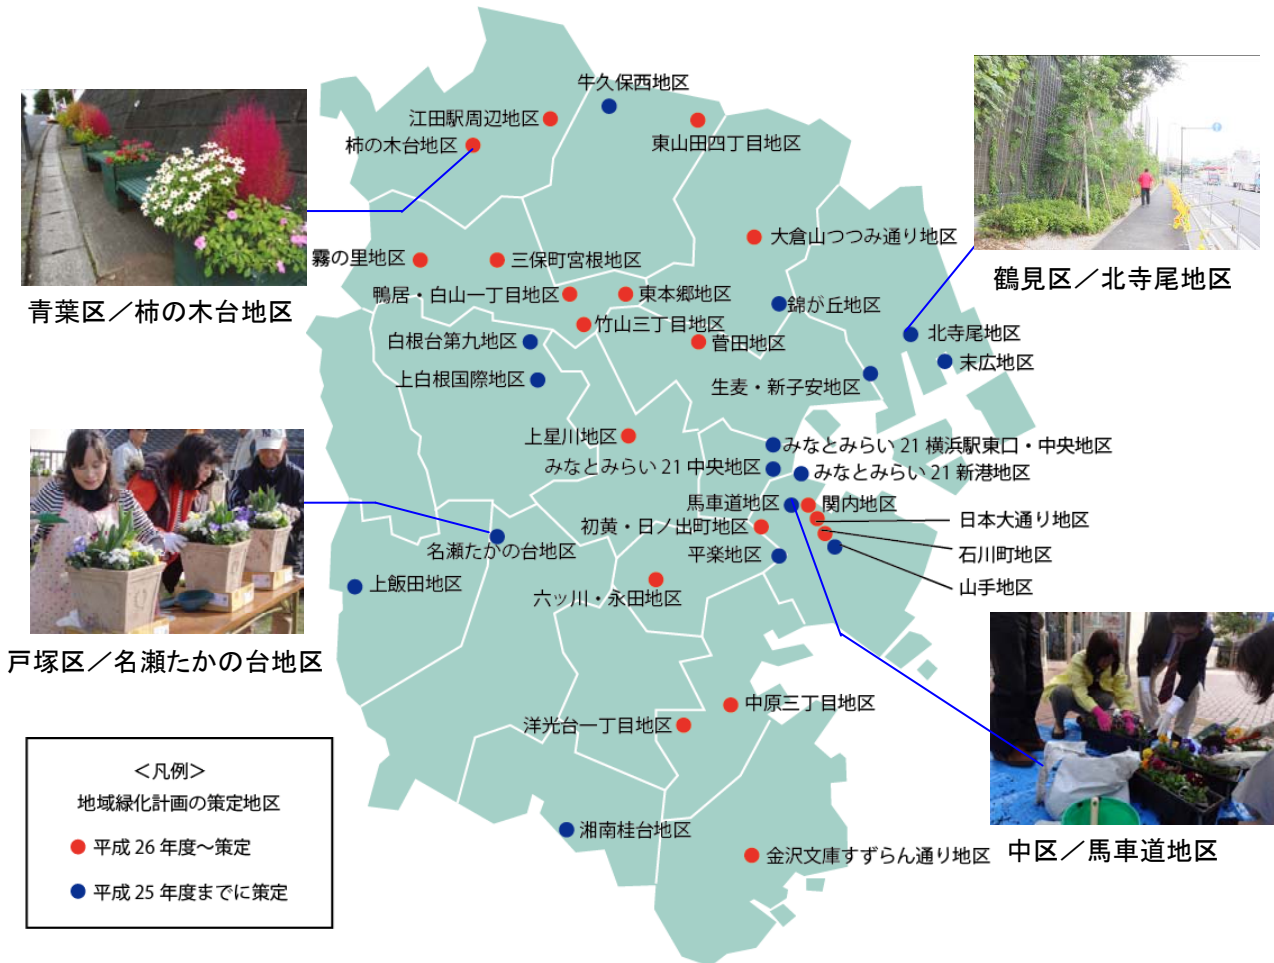 牛久保西地区
江田駅周辺地区
柿の木台地区
東山田四丁目地区
大倉山つつみ通り地区
霧の里地区
三保町宮根地区
鶴見区／北寺尾地区
青葉区／柿の木台地区
鴨居・白山一丁目地区
東本郷地区
錦が丘地区
竹山三丁目地区
北寺尾地区
白根台第九地区
菅田地区
末広地区
上白根国際地区
生麦・新子安地区
上星川地区
みなとみらい21横浜駅東口・中央地区
みなとみらい21中央地区
みなとみらい21新港地区
馬車道地区
関内地区
日本大通り地区
初黄・日ノ出町地区
名瀬たかの台地区
平楽地区
石川町地区
上飯田地区
山手地区
六ッ川・永田地区
戸塚区／名瀬たかの台地区
中原三丁目地区
洋光台一丁目地区
＜凡例＞
地域緑化計画の策定地区
平成26年度～策定
平成25年度までに策定
湘南桂台地区
金沢文庫すずらん通り地区
中区／馬車道地区